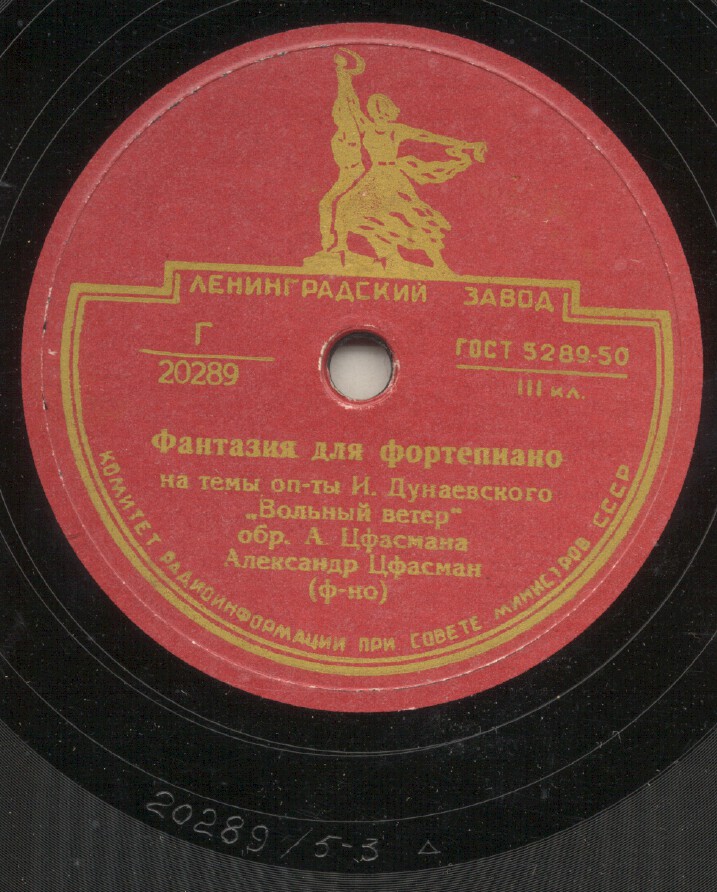 ЛЕНИНГРАДСКИЙ ЗАВОД
Г
20289
ГОСТ 5289-50
III кл.
Фантазия для фортепиано
на темы оп-ты И. Дунаевского
„Вольный ветер“
обр. А. Цфасмана
Александр Цфасман
(ф-но)
КОМИТЕТ РАДИОИНФОРМАЦИИ ПРИ СОВЕТЕ МИНИСТРОВ СССР
20289/5-3 △